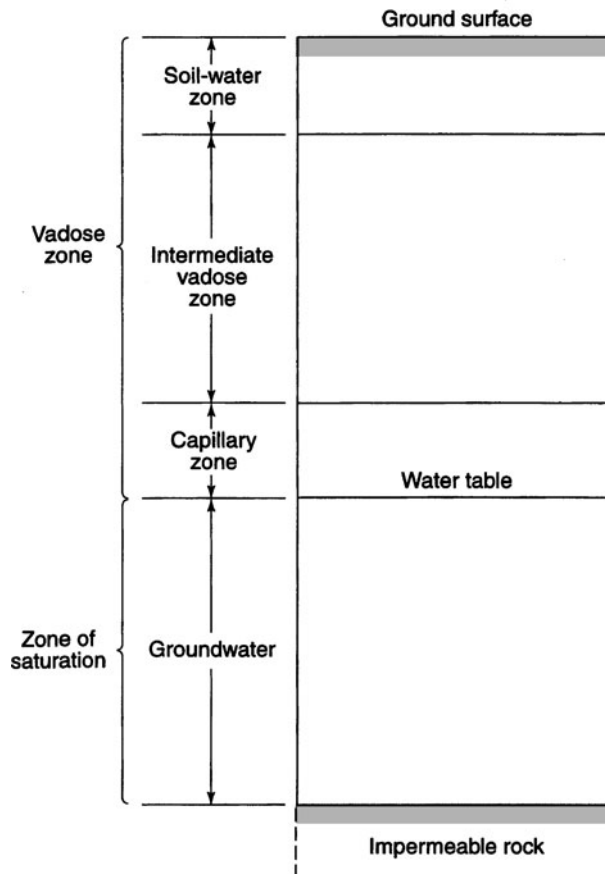 Ground surface
Soil-water
zone
Vadose
zone
Intermediate
vadose
zone
Capillary
zone
Water table
Zone of
saturation
Groundwater
Impermeable rock